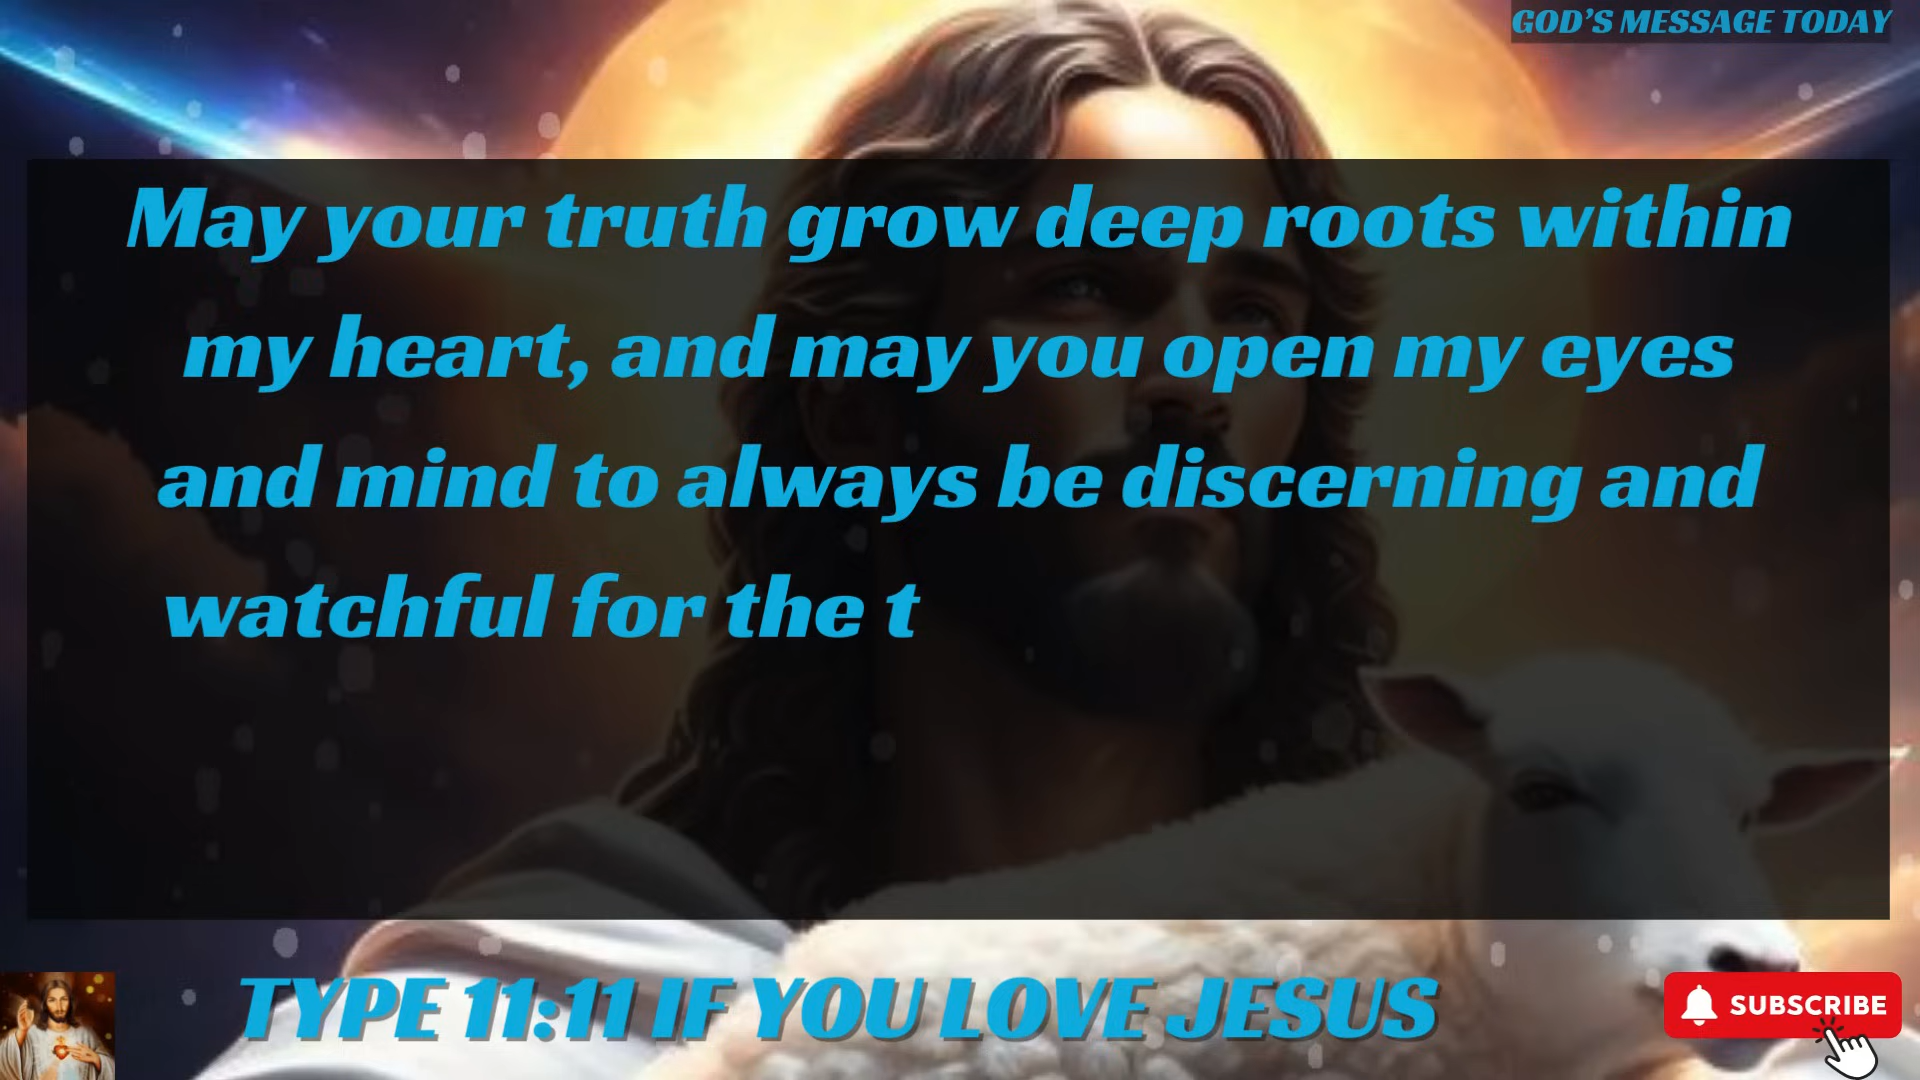 GOD'S MESSAGE TODAY
May your truth grow deep roots within
my heart, and may you open my eyes
and mind to always be discerning and
watchful for the t
TYPE 11:11 IF YOU LOVE JESUS
SUBSCRIBE